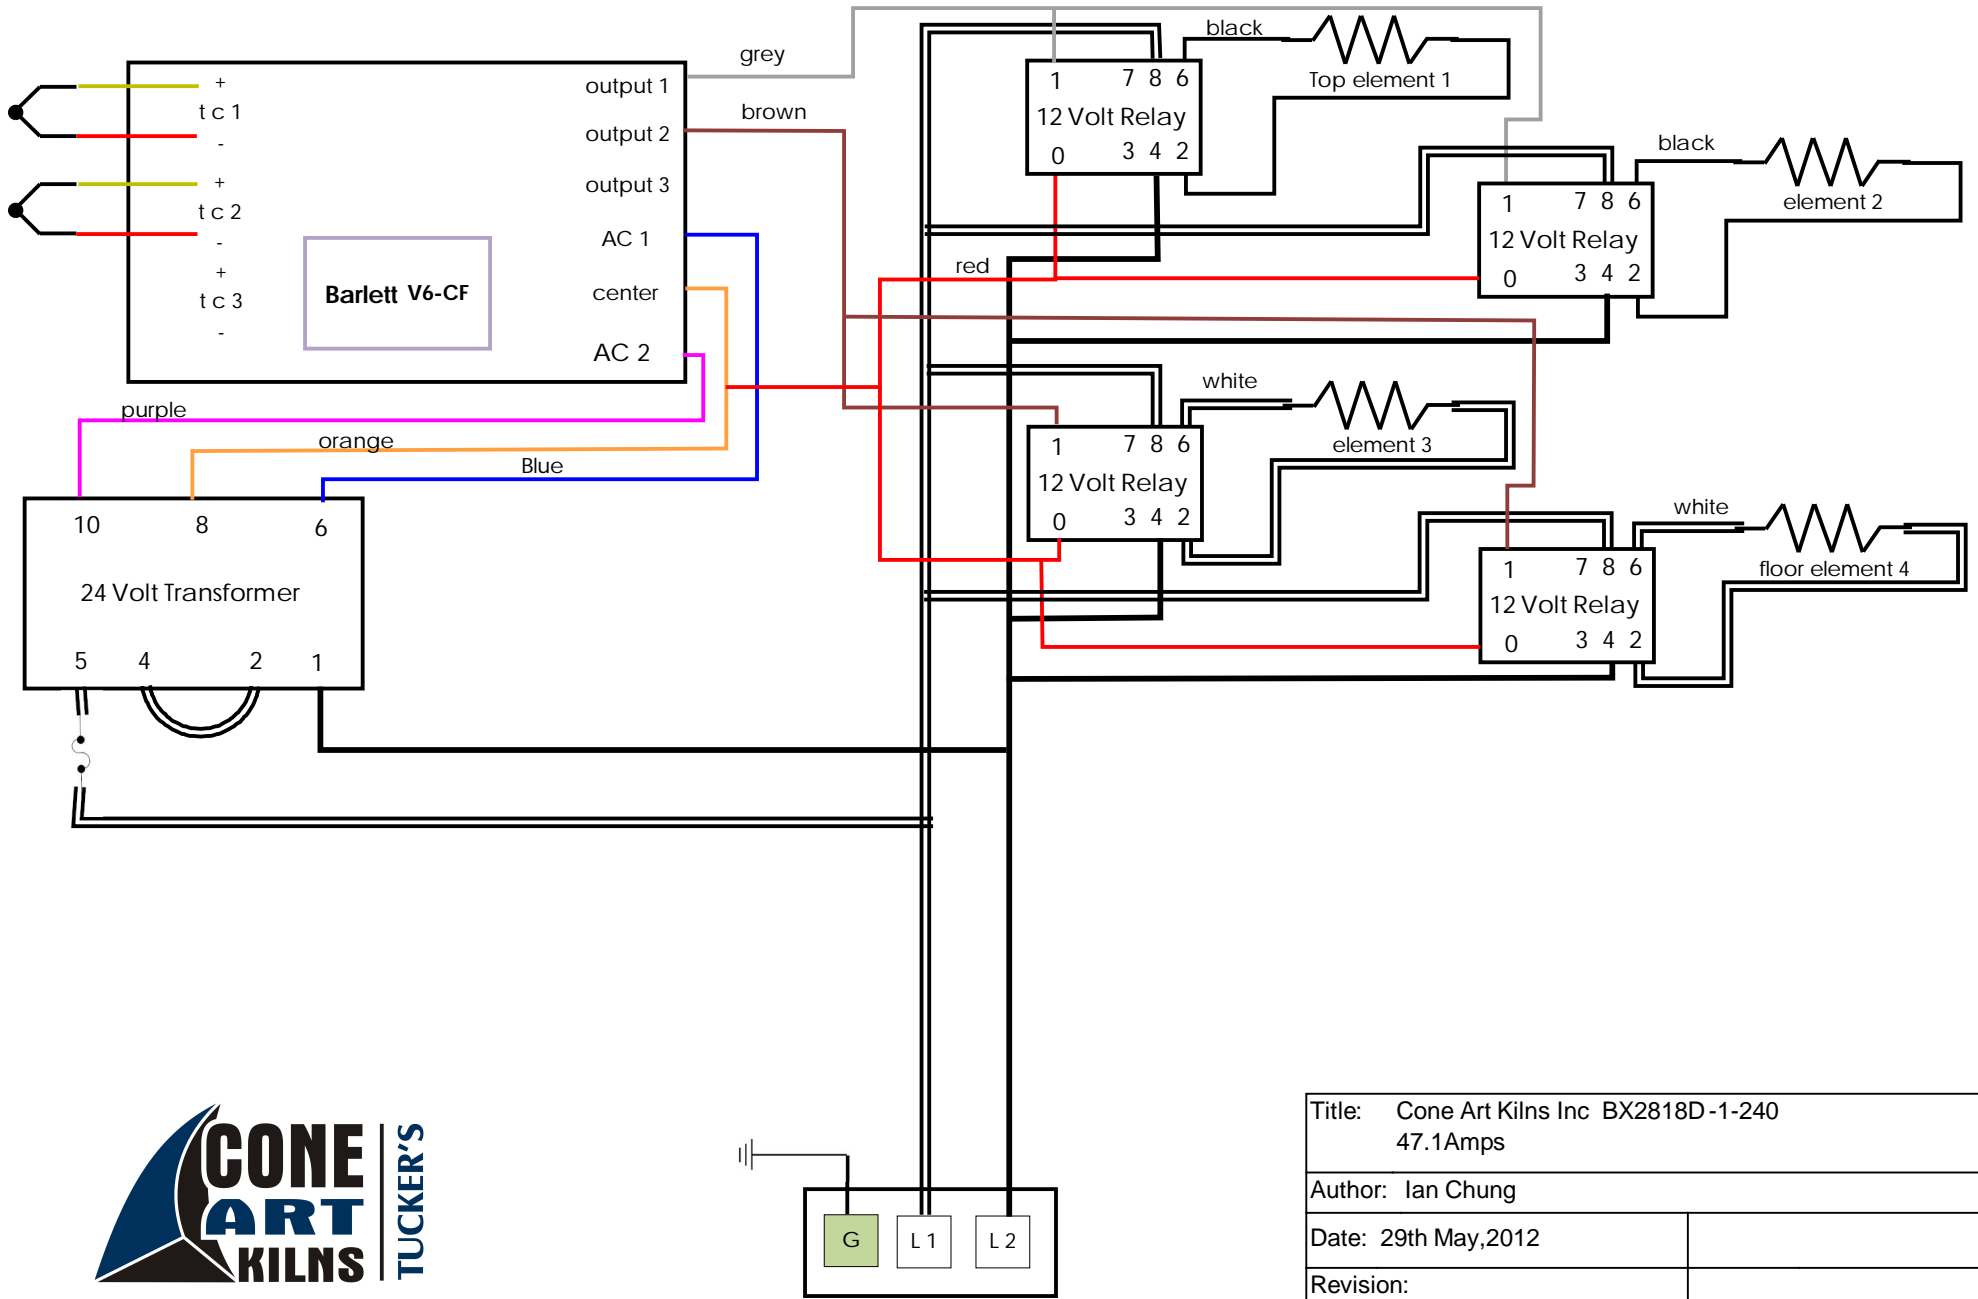 grey
black
+
t c 1
-
output 1
1 7 8 6
Top element 1
12 Volt Relay
brown
output 2
0 3 4 2
black
+
t c 2
-
output 3
1 7 8 6
element 2
12 Volt Relay
AC 1
red
0 3 4 2
+
t c 3
-
Barlett V6-CF
center
AC 2
white
purple
orange
Blue
1 7 8 6
element 3
12 Volt Relay
0 3 4 2
white
10 8 6
1 7 8 6
floor element 4
24 Volt Transformer
12 Volt Relay
0 3 4 2
5 4 2 1
CONE
ART
KILNS
TUCKER'S
G L 1 L 2
Title: Cone Art Kilns Inc BX2818D-1-240
47.1Amps
Author: Ian Chung
Date: 29th May,2012
Revision: